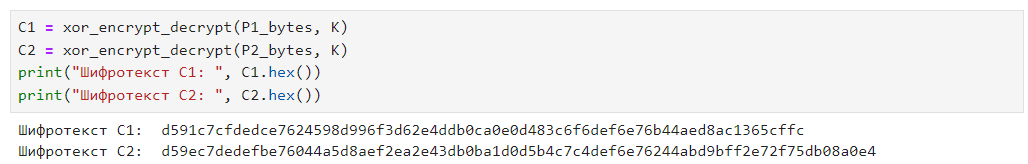 C1 = xor_encrypt_decrypt(P1_bytes, K)
C2 = xor_encrypt_decrypt(P2_bytes, K)
print("Шифротекст C1: ", C1.hex())
print("Шифротекст C2: ", C2.hex())
Шифротекст C1:  d591c7cfdedce7624598d996f3d62e4ddb0ca0e0d483c6f6def6e76b44aed8ac1365cffc
Шифротекст C2:  d59ec7dedefbe76044a5d8aef2ea2e43db0ba1d0d5b4c7c4def6e76244abd9bff2e72f75db08a0e4